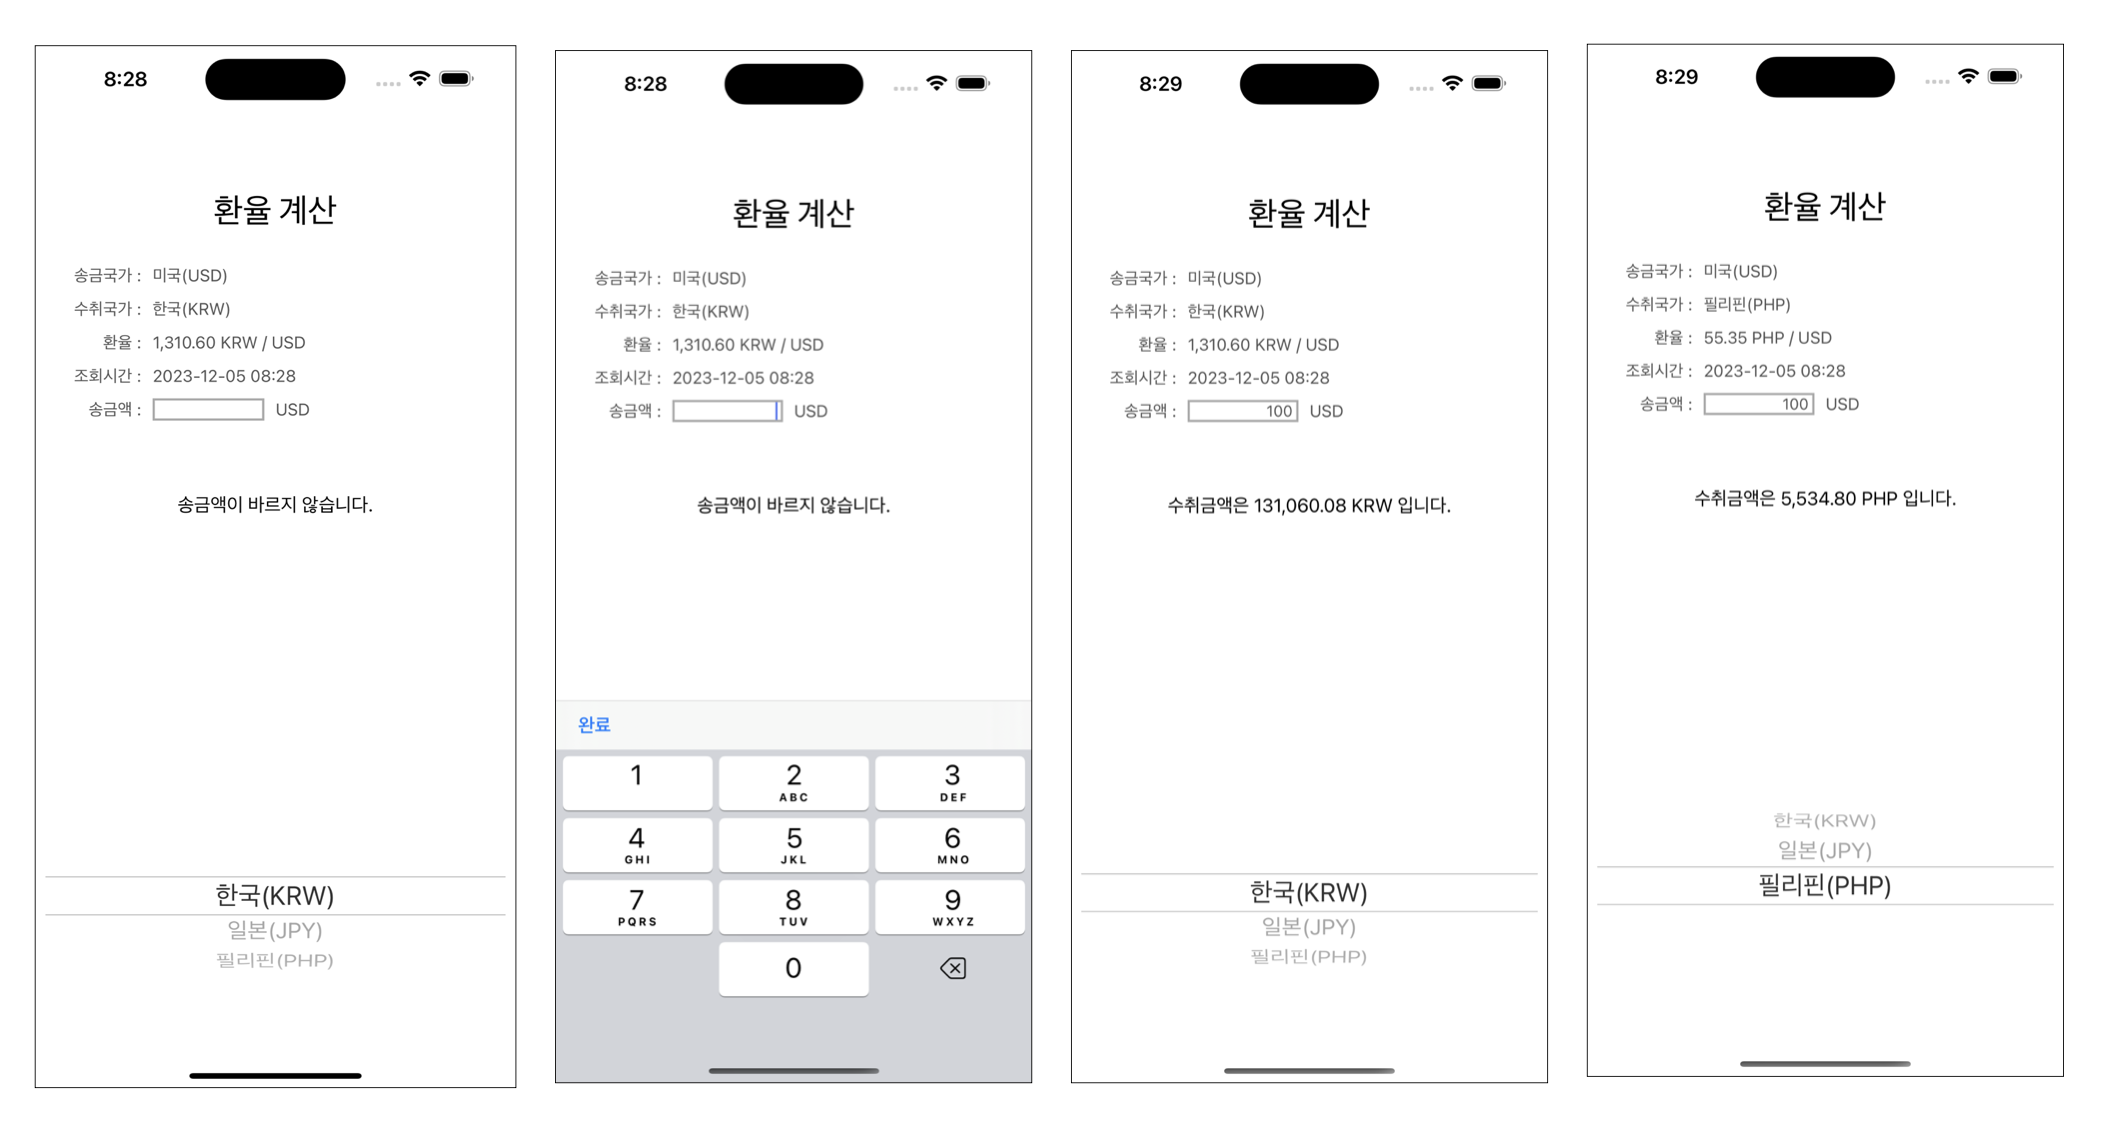 8:28
환율 계산
송금국가 : 미국(USD)
수취국가 : 한국(KRW)
환율 : 1,310.60 KRW / USD
조회시간 : 2023-12-05 08:28
송금액 : USD
송금액이 바르지 않습니다.
한국(KRW)
일본(JPY)
필리핀(PHP)
8:28
환율 계산
송금국가 : 미국(USD)
수취국가 : 한국(KRW)
환율 : 1,310.60 KRW / USD
조회시간 : 2023-12-05 08:28
송금액 : USD
송금액이 바르지 않습니다.
완료
1 2 3
ABC DEF
4 5 6
GHI JKL MNO
7 8 9
PQRS TUV WXYZ
0
8:29
환율 계산
송금국가 : 미국(USD)
수취국가 : 한국(KRW)
환율 : 1,310.60 KRW / USD
조회시간 : 2023-12-05 08:28
송금액 : 100 USD
수취금액은 131,060.08 KRW 입니다.
한국(KRW)
일본(JPY)
필리핀(PHP)
8:29
환율 계산
송금국가 : 미국(USD)
수취국가 : 필리핀(PHP)
환율 : 55.35 PHP / USD
조회시간 : 2023-12-05 08:28
송금액 : 100 USD
수취금액은 5,534.80 PHP 입니다.
한국(KRW)
일본(JPY)
필리핀(PHP)